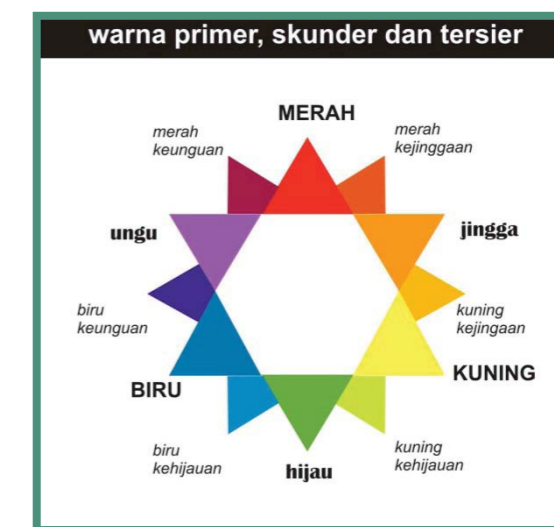 warna primer, skunder dan tersier
MERAH
merah
keunguan
merah
kejinggaan
ungu
jingga
biru
keunguan
kuning
kejingaan
BIRU
KUNING
biru
kehijauan
hijau
kuning
kehijauan